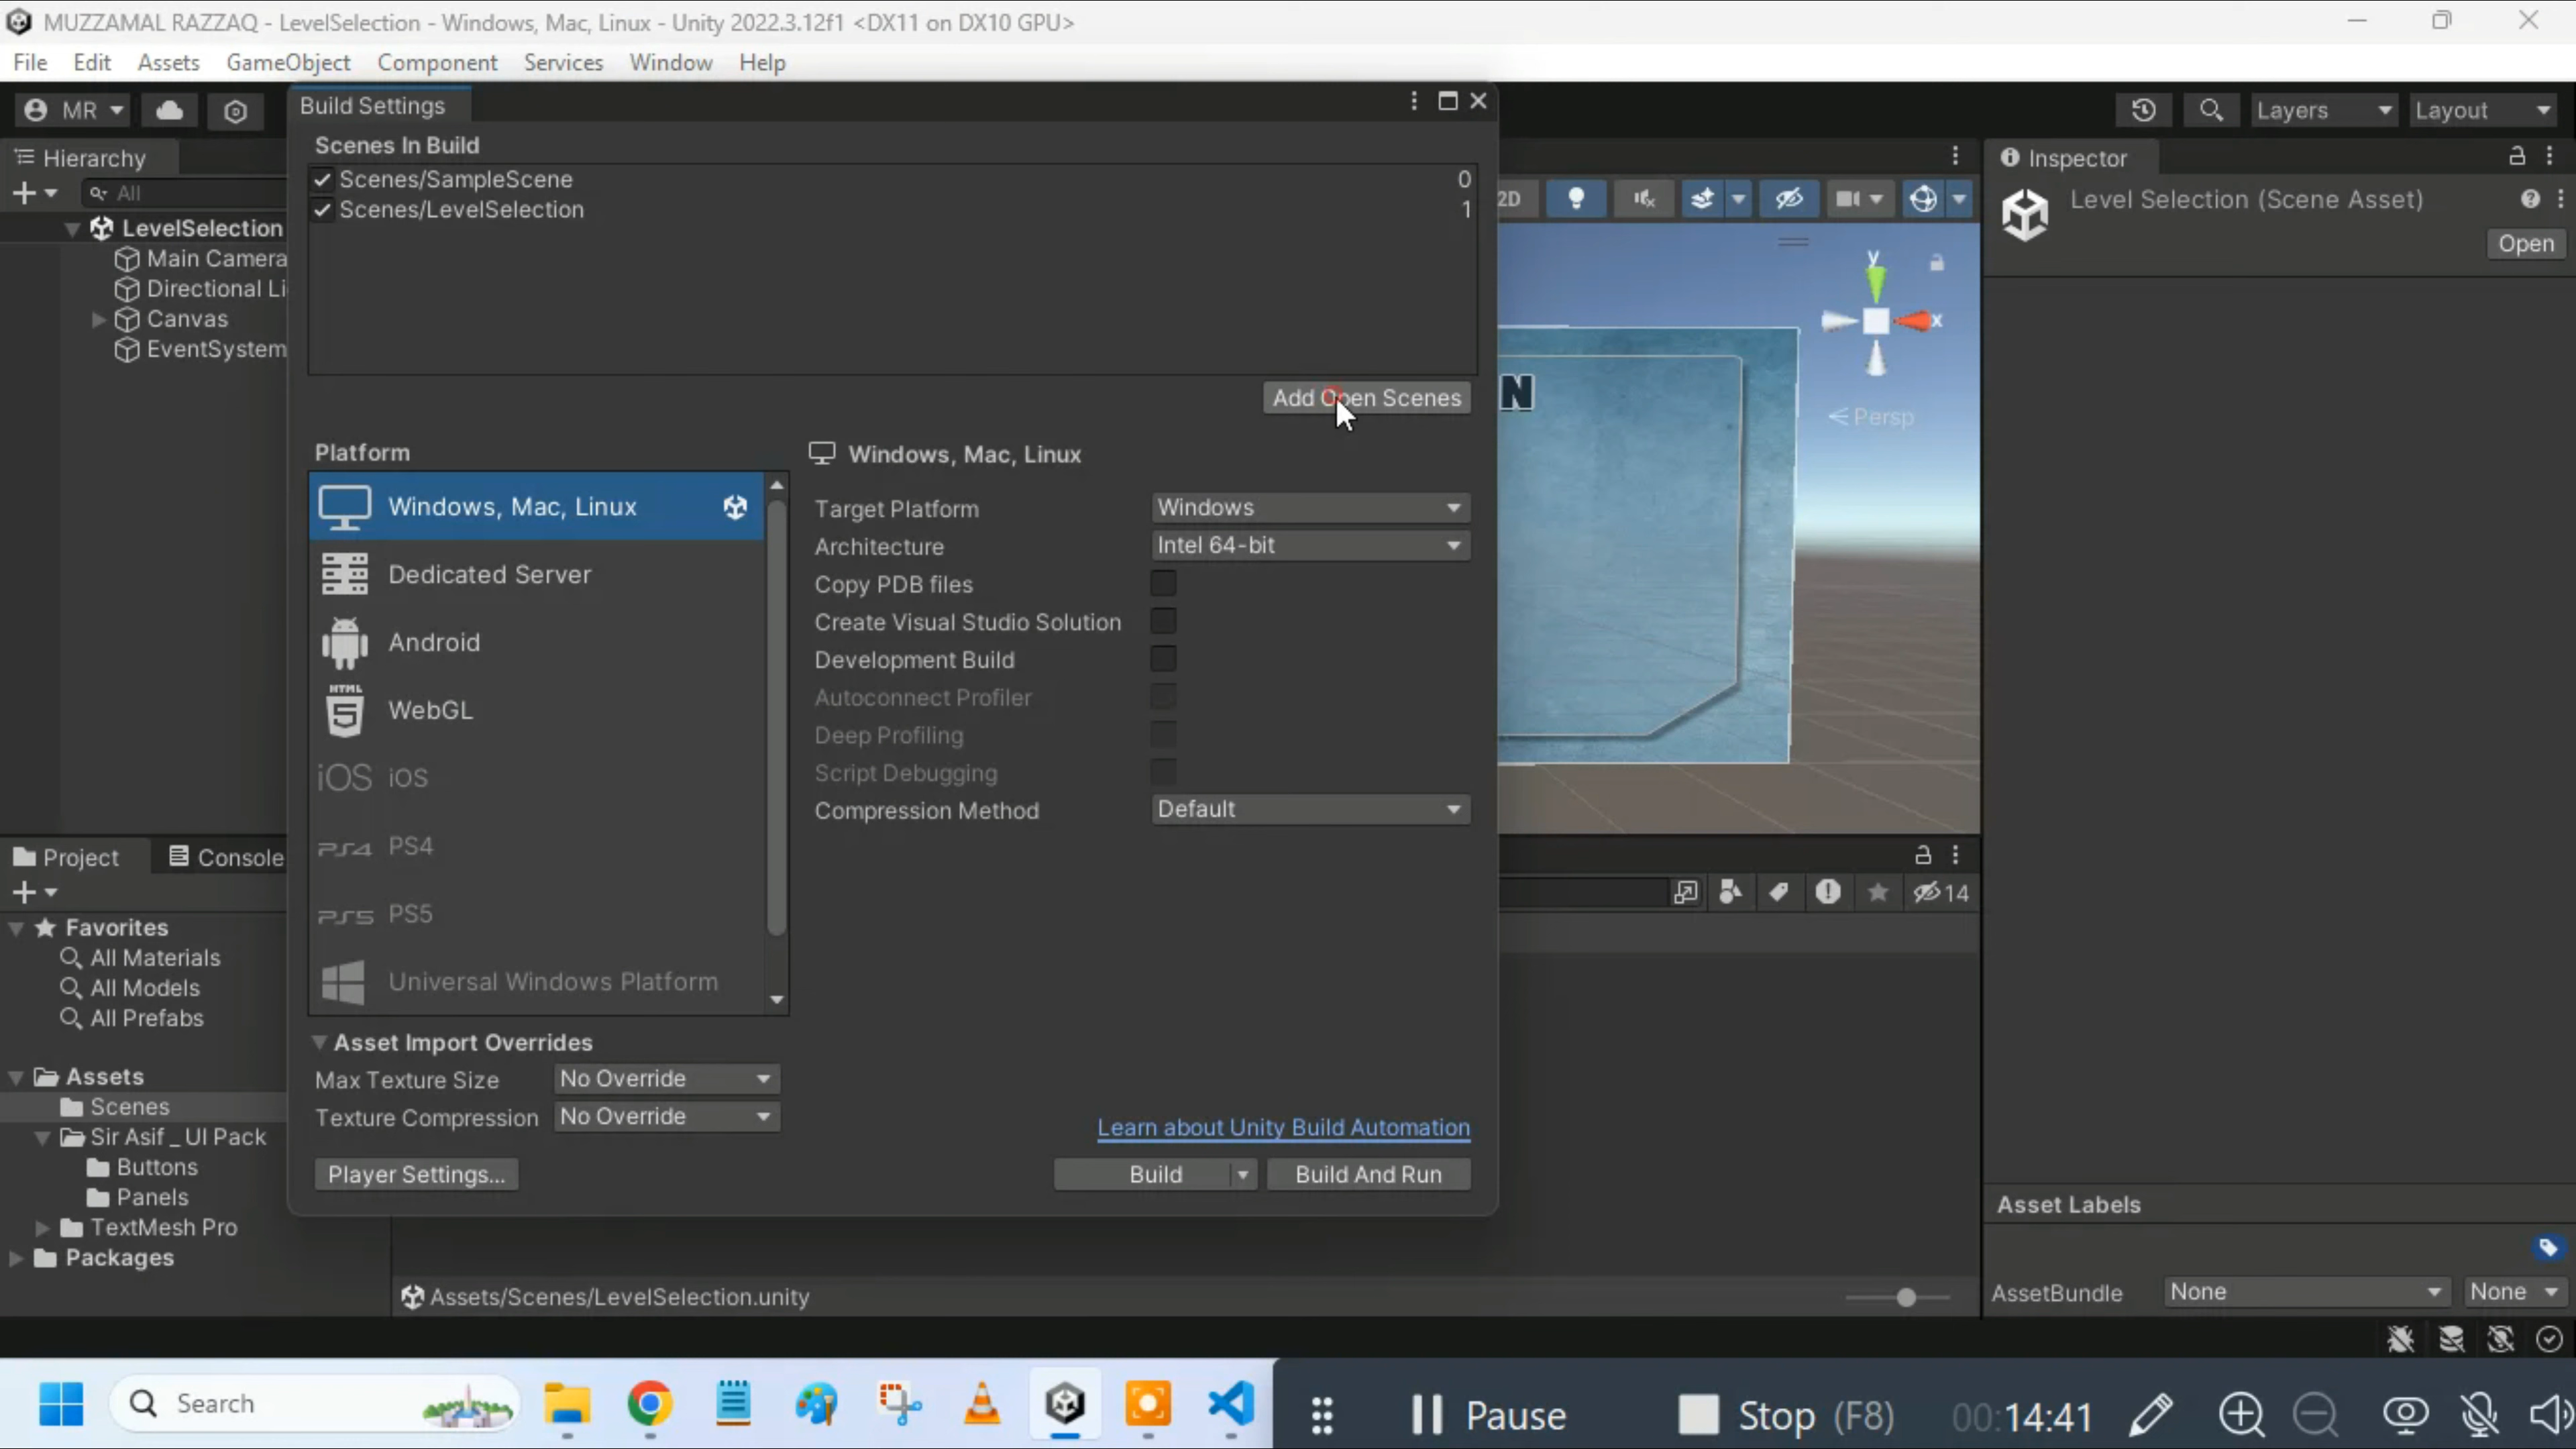 MUZZAMAL RAZZAQ - LevelSelection - Windows, Mac, Linux - Unity 2022.3.12f1 <DX11 on DX10 GPU>
File Edit Assets GameObject Component Services Window Help
MR
Layers
Layout
Build Settings
Hierarchy
All
LevelSelection
Main Camera
Directional Li
Canvas
EventSystem
Scenes In Build
Scenes/SampleScene 0
Scenes/LevelSelection 1
Add Open Scenes
Platform
Windows, Mac, Linux
Dedicated Server
Android
HTML
5
WebGL
iOS iOS
PS4 PS4
PS5 PS5
Universal Windows Platform
Windows, Mac, Linux
Target Platform Windows
Architecture Intel 64-bit
Copy PDB files
Create Visual Studio Solution
Development Build
Autoconnect Profiler
Deep Profiling
Script Debugging
Compression Method Default
Asset Import Overrides
Max Texture Size No Override
Texture Compression No Override
Player Settings...
Learn about Unity Build Automation
Build
Build And Run
2D
y
x
Persp
N
Inspector
Level Selection (Scene Asset)
Open
Project
Console
14
Favorites
All Materials
All Models
All Prefabs
Assets
Scenes
Sir Asif _ UI Pack
Buttons
Panels
TextMesh Pro
Packages
Assets/Scenes/LevelSelection.unity
Asset Labels
AssetBundle None None
Search
Pause
Stop (F8)
00:14:41